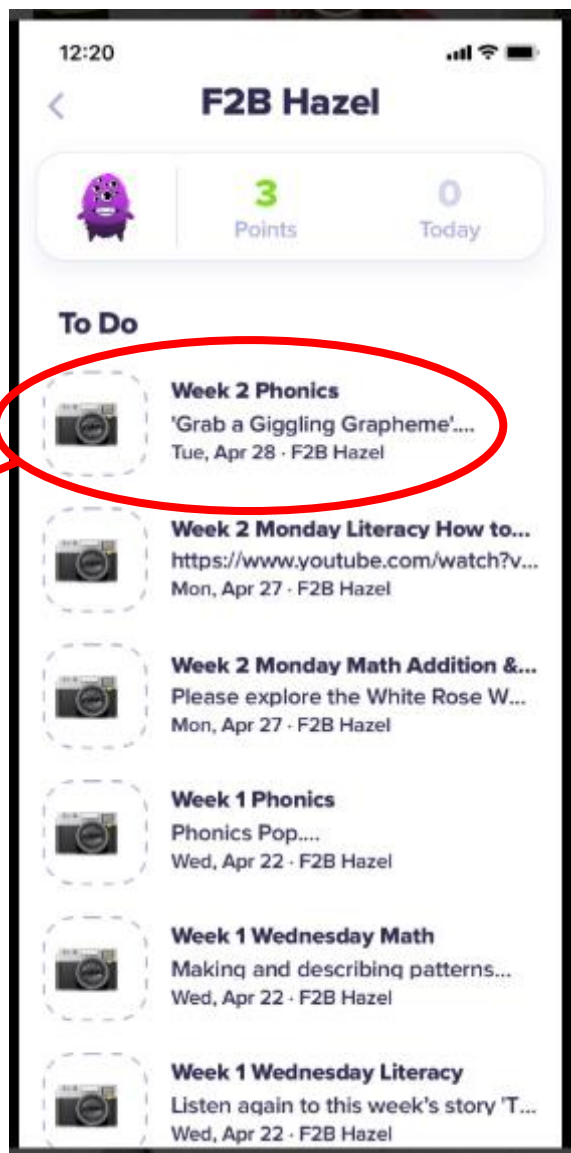 12:20
F2B Hazel
3
Points
0
Today
To Do
Week 2 Phonics
'Grab a Giggling Grapheme'....
Tue, Apr 28 · F2B Hazel
Week 2 Monday Literacy How to...
https://www.youtube.com/watch?v...
Mon, Apr 27 · F2B Hazel
Week 2 Monday Math Addition &...
Please explore the White Rose W...
Mon, Apr 27 · F2B Hazel
Week 1 Phonics
Phonics Pop....
Wed, Apr 22 · F2B Hazel
Week 1 Wednesday Math
Making and describing patterns...
Wed, Apr 22 · F2B Hazel
Week 1 Wednesday Literacy
Listen again to this week's story 'T...
Wed, Apr 22 · F2B Hazel